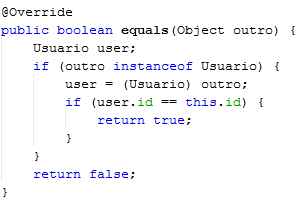 @Override
public boolean equals(Object outro) {
    Usuario user;
    if (outro instanceof Usuario) {
        user = (Usuario) outro;
        if (user.id == this.id) {
            return true;
        }
    }
    return false;
}